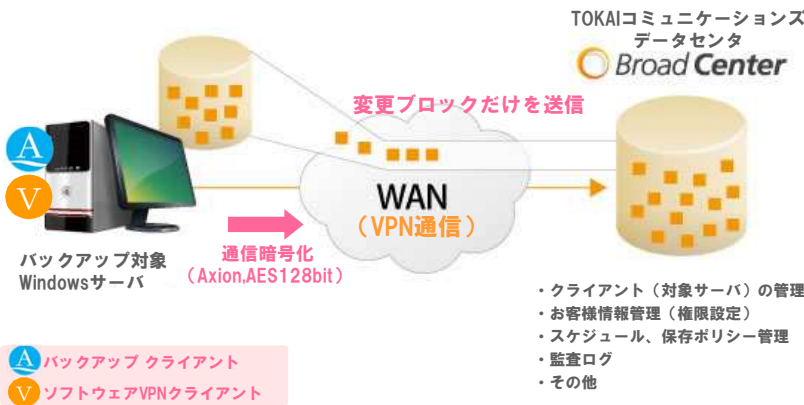 TOKAIコミュニケーションズ
データセンタ
Broad Center
変更ブロックだけを送信
A
V
WAN
（VPN通信）
通信暗号化
（Axion,AES128bit）
バックアップ対象
Windowsサーバ
・クライアント（対象サーバ）の管理
・お客様情報管理（権限設定）
・スケジュール、保存ポリシー管理
・監査ログ
・その他
A バックアップ クライアント
V ソフトウェアVPNクライアント